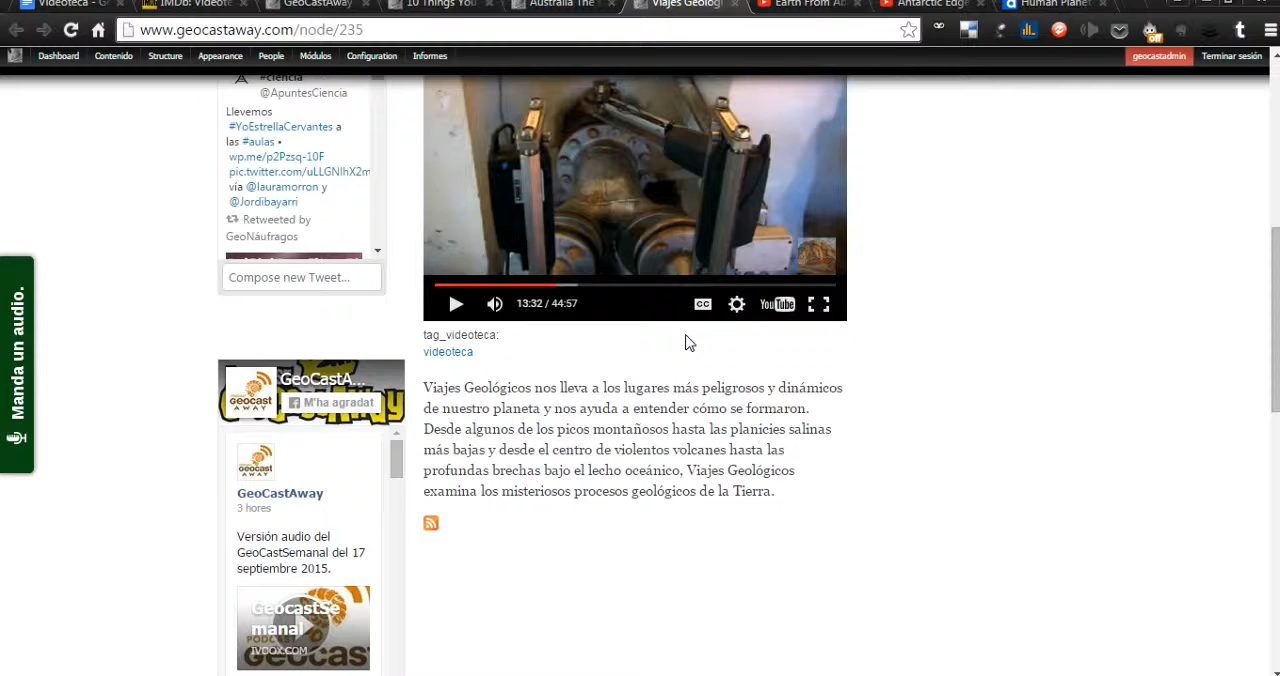 Videoteca - G
IMDb: Videote
GeoCastAway
10 Things You
Australia The
Viajes Geológi
Earth From A
Antarctic Edge
Human Planet
www.geocastaway.com/node/235
off
Dashboard Contenido Structure Appearance People Módulos Configuration Informes geocastadmin Terminar sesión
#ciencia
@ApuntesCiencia
Llevemos
#YoEstrellaCervantes a
las #aulas •
wp.me/p2Pzsq-10F
pic.twitter.com/uLLGNlhX2m
vía @lauramorron y
@Jordibayarri
Retweeted by
GeoNáufragos
Compose new Tweet...
Manda un audio.
GeoCastA...
M'ha agradat
GeoCastAway
3 hores
Versión audio del
GeoCastSemanal del 17
septiembre 2015.
GeocastSe
manal
PODCAST
IVOOX.COM
geocast
13:32 / 44:57
CC
YouTube
tag_videoteca:
videoteca
Viajes Geológicos nos lleva a los lugares más peligrosos y dinámicos
de nuestro planeta y nos ayuda a entender cómo se formaron.
Desde algunos de los picos montañosos hasta las planicies salinas
más bajas y desde el centro de violentos volcanes hasta las
profundas brechas bajo el lecho oceánico, Viajes Geológicos
examina los misteriosos procesos geológicos de la Tierra.